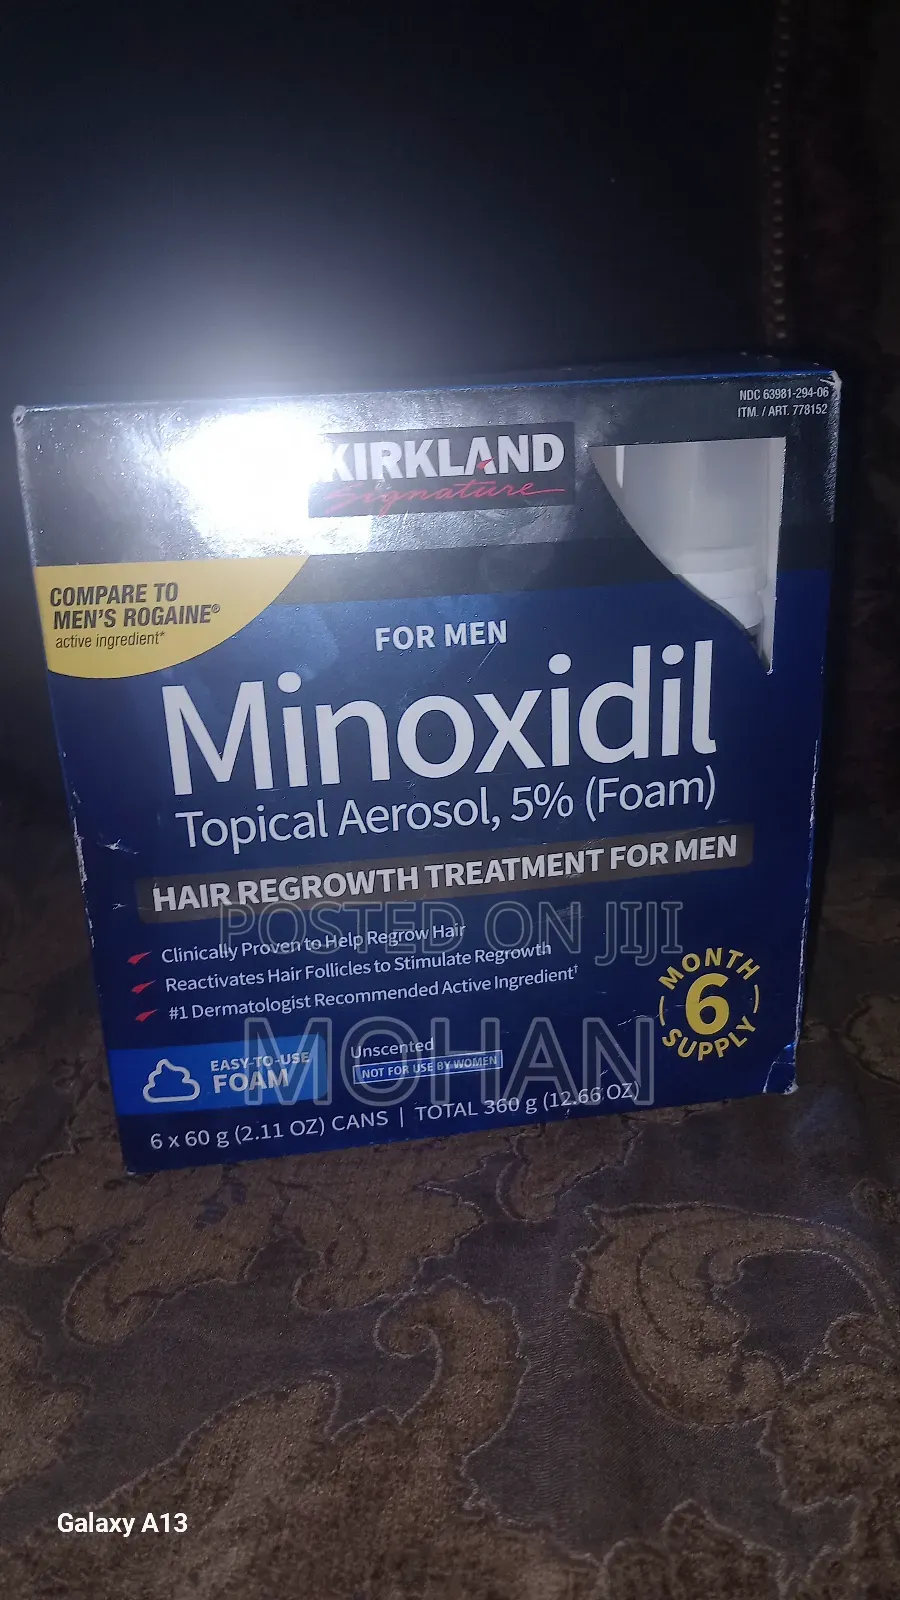 NDC 63981-294-06
ITM. / ART. 778152
KIRKLAND
Signature
COMPARE TO
MEN'S ROGAINE®
active ingredient*
FOR MEN
Minoxidil
Topical Aerosol, 5% (Foam)
HAIR REGROWTH TREATMENT FOR MEN
POSTED ON JIJI
Clinically Proven to Help Regrow Hair
Reactivates Hair Follicles to Stimulate Regrowth
#1 Dermatologist Recommended Active Ingredient†
MONTH
6
SUPPLY
MOHAN
EASY-TO-USE
FOAM
Unscented
NOT FOR USE BY WOMEN
6 x 60 g (2.11 OZ) CANS | TOTAL 360 g (12.66 OZ)
Galaxy A13